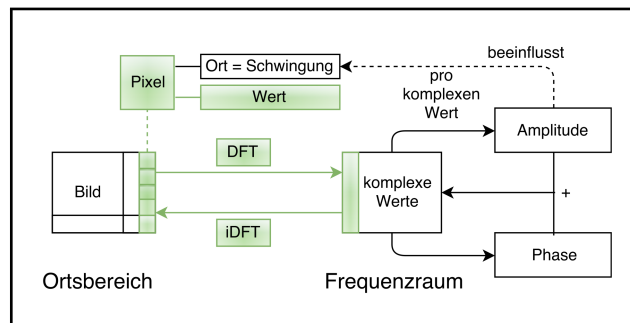 beeinflusst
Ort = Schwingung
Pixel
Wert
pro
komplexen
Wert
Amplitude
DFT
Bild
komplexe
Werte
+
iDFT
Phase
Ortsbereich
Frequenzraum